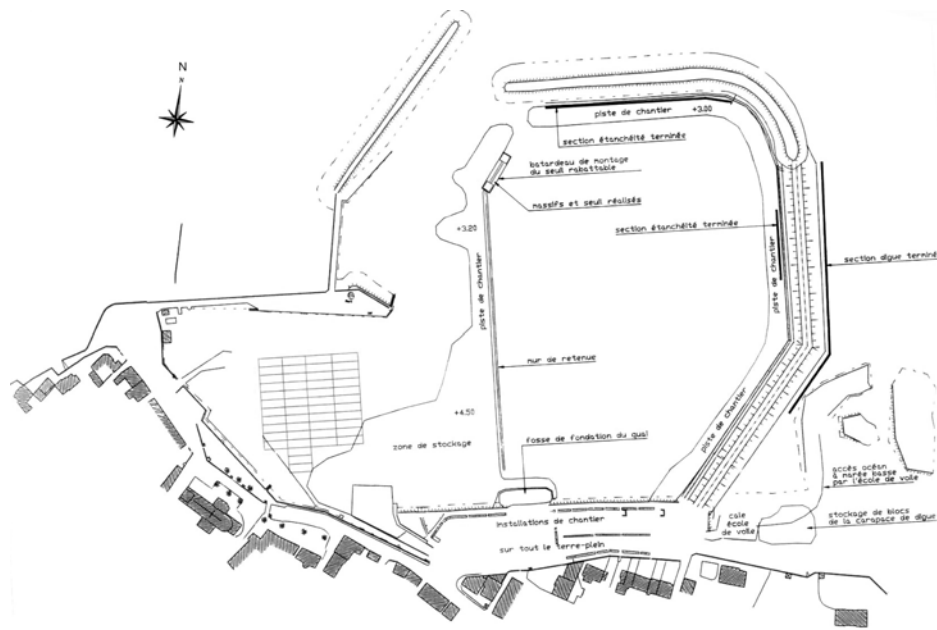 N
N
piste de chantier +3.00
section étanchéité terminée
batardeau de montage
du seuil rabattable
massifs et seuil réalisés
+3.20
section étanchéité terminée
section digue terminé
piste de chantier
piste de chantier
mur de retenue
piste de chantier
+4.50
zone de stockage
fosse de fondation du quai
accès océan
à marée basse
par l'école de voile
installations de chantier
cale
école
de voile
stockage de blocs
de la carapace de digue
sur tout le terre-plein